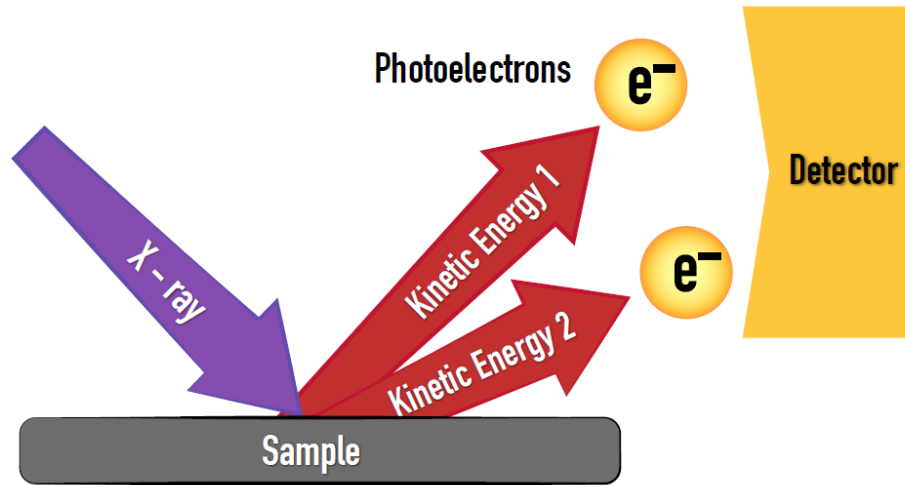 Photoelectrons
e−
Detector
X – ray
Kinetic Energy 1
e−
Kinetic Energy 2
Sample